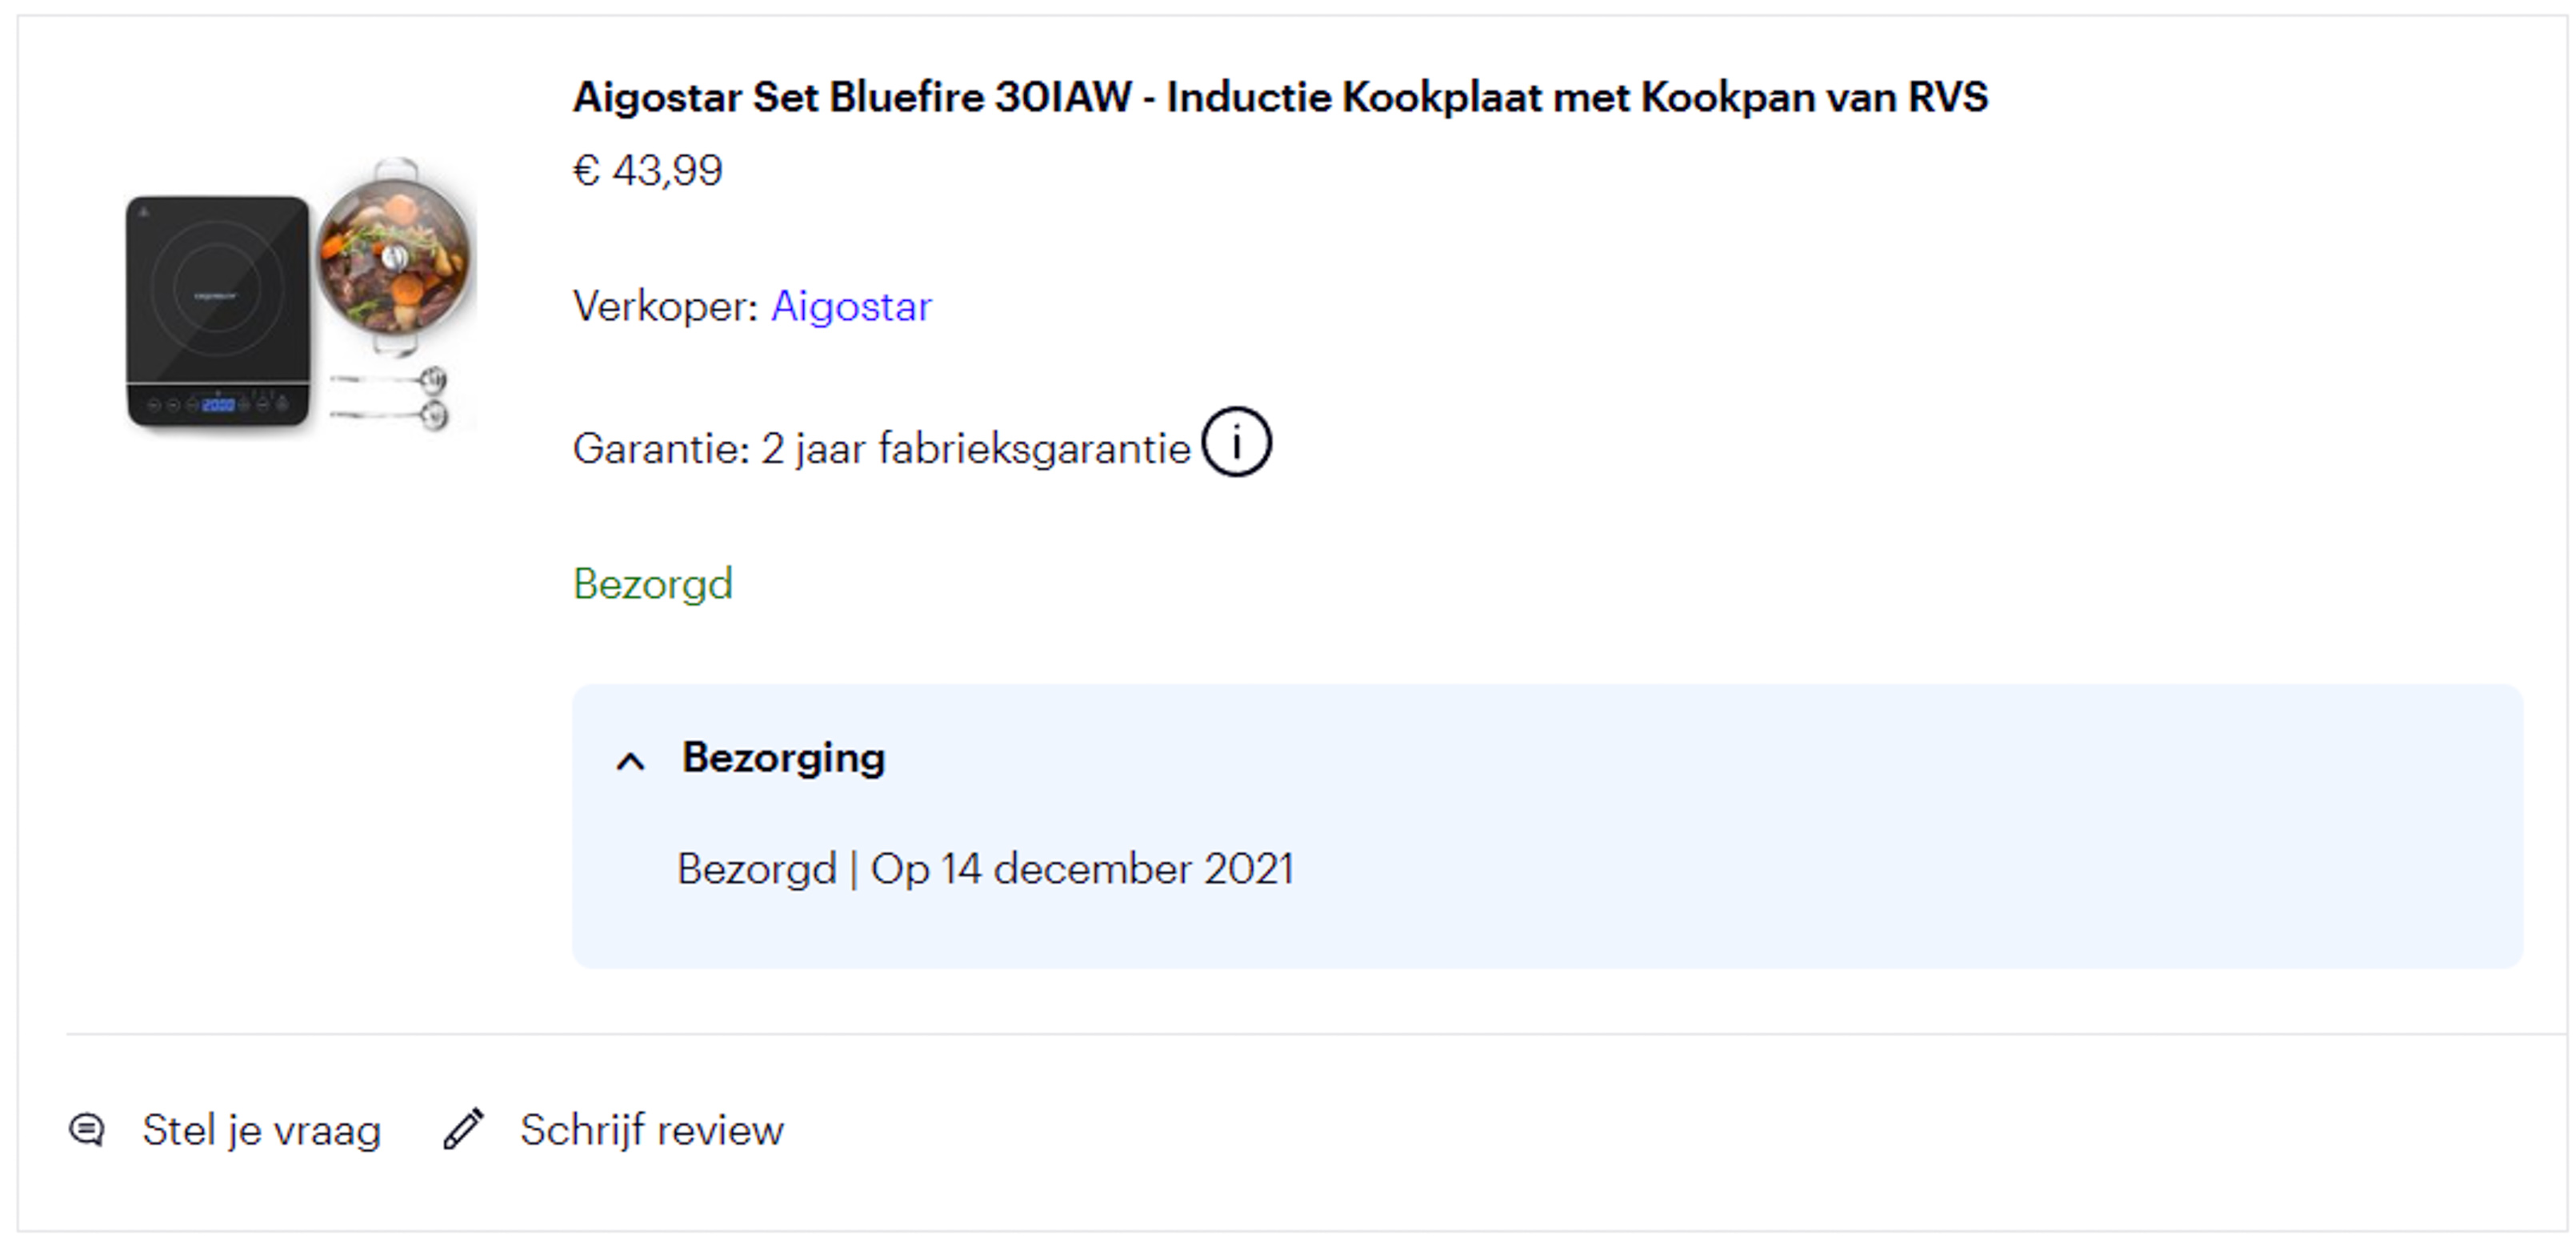 Aigostar Set Bluefire 30IAW - Inductie Kookplaat met Kookpan van RVS
€ 43,99
Verkoper: Aigostar
Garantie: 2 jaar fabrieksgarantie i
2000
Bezorgd
Bezorging
Bezorgd | Op 14 december 2021
Stel je vraag
Schrijf review